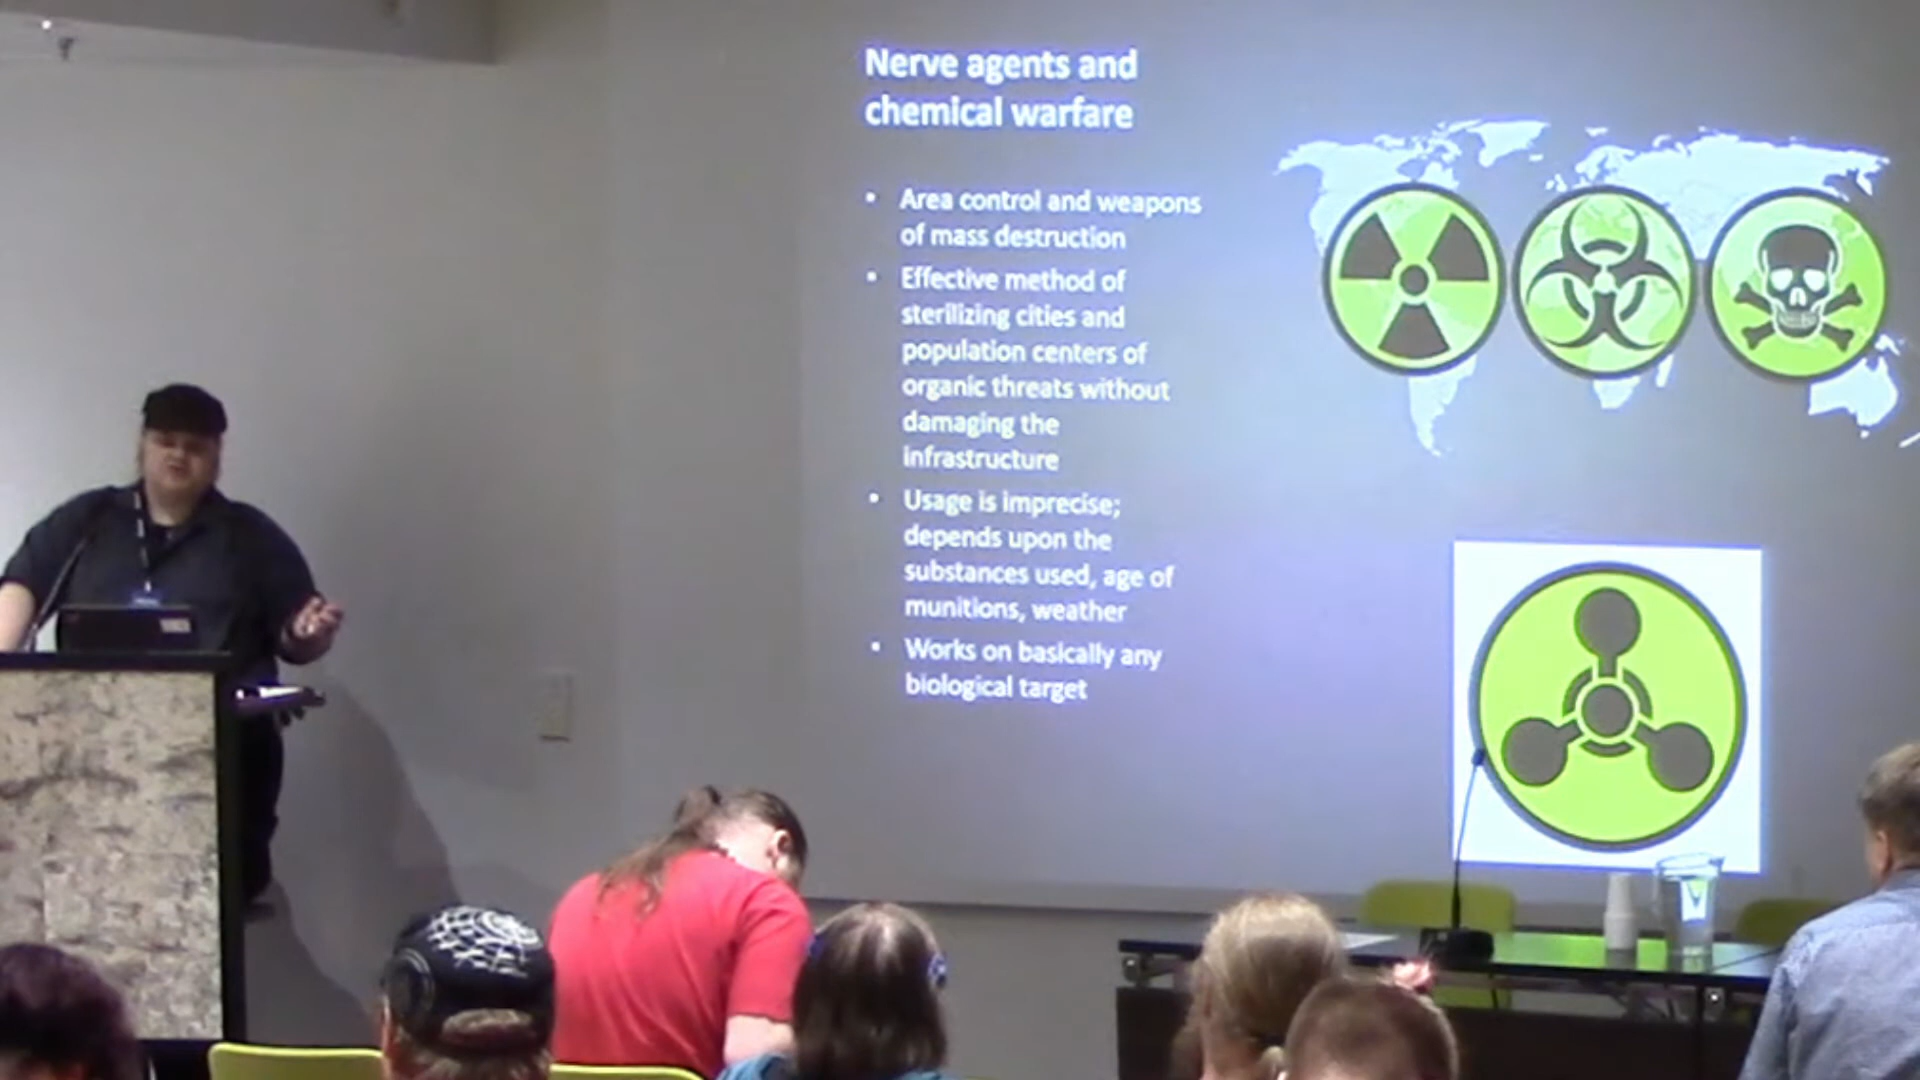 Nerve agents and
chemical warfare
• Area control and weapons
of mass destruction
• Effective method of
sterilizing cities and
population centers of
organic threats without
damaging the
infrastructure
• Usage is imprecise;
depends upon the
substances used, age of
munitions, weather
• Works on basically any
biological target